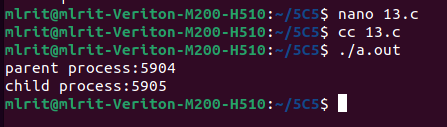 mlrit@mlrit-Veriton-M200-H510:~/5C5$ nano 13.c
mlrit@mlrit-Veriton-M200-H510:~/5C5$ cc 13.c
mlrit@mlrit-Veriton-M200-H510:~/5C5$ ./a.out
parent process:5904
child process:5905
mlrit@mlrit-Veriton-M200-H510:~/5C5$